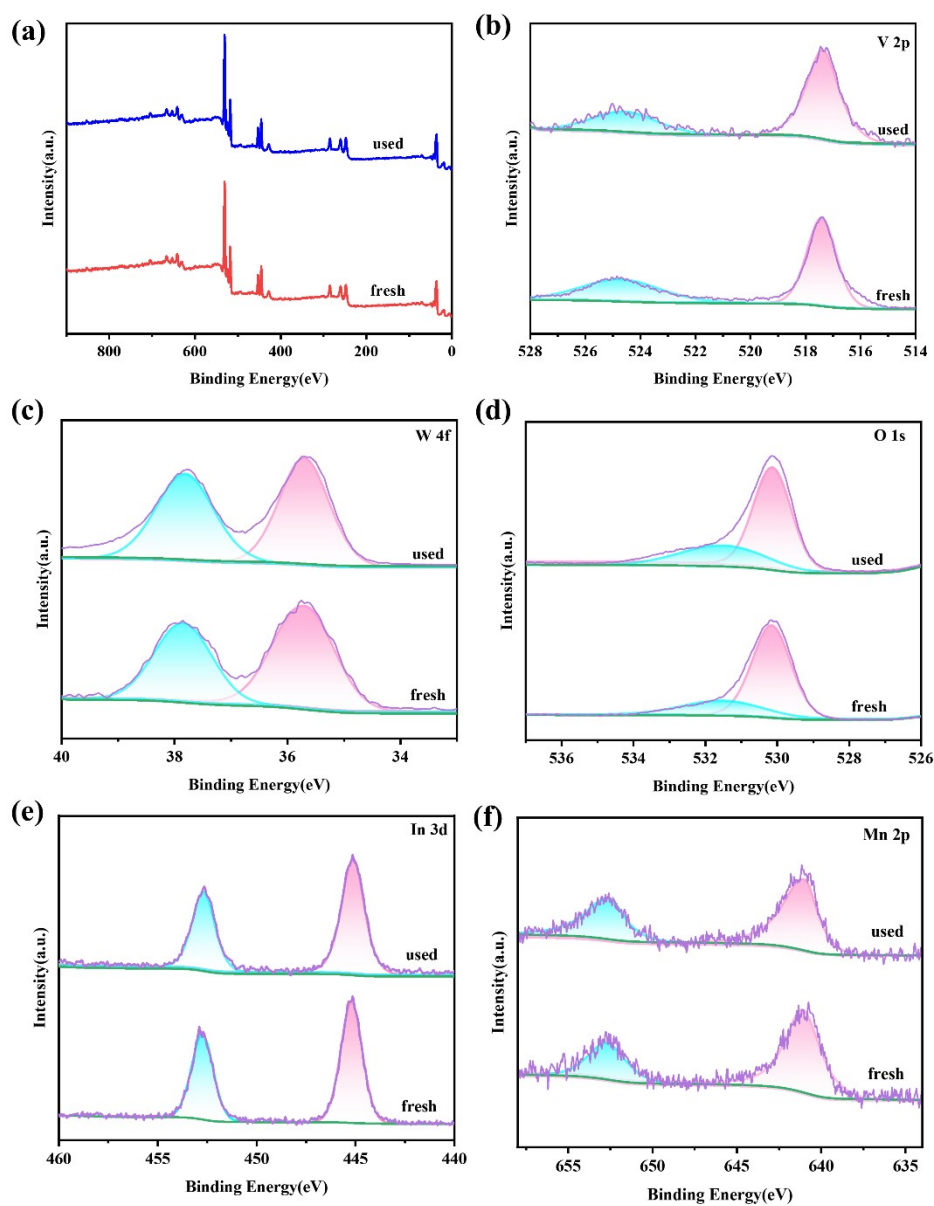 (a)
used
fresh
Intensity(a.u.)
800 600 400 200 0
Binding Energy(eV)
(b)
V 2p
used
fresh
Intensity(a.u.)
528 526 524 522 520 518 516 514
Binding Energy(eV)
(c)
W 4f
used
fresh
Intensity(a.u.)
40 38 36 34
Binding Energy(eV)
(d)
O 1s
used
fresh
Intensity(a.u.)
536 534 532 530 528 526
Binding Energy(eV)
(e)
In 3d
used
fresh
Intensity(a.u.)
460 455 450 445 440
Binding Energy(eV)
(f)
Mn 2p
used
fresh
Intensity(a.u.)
655 650 645 640 635
Binding Energy(eV)